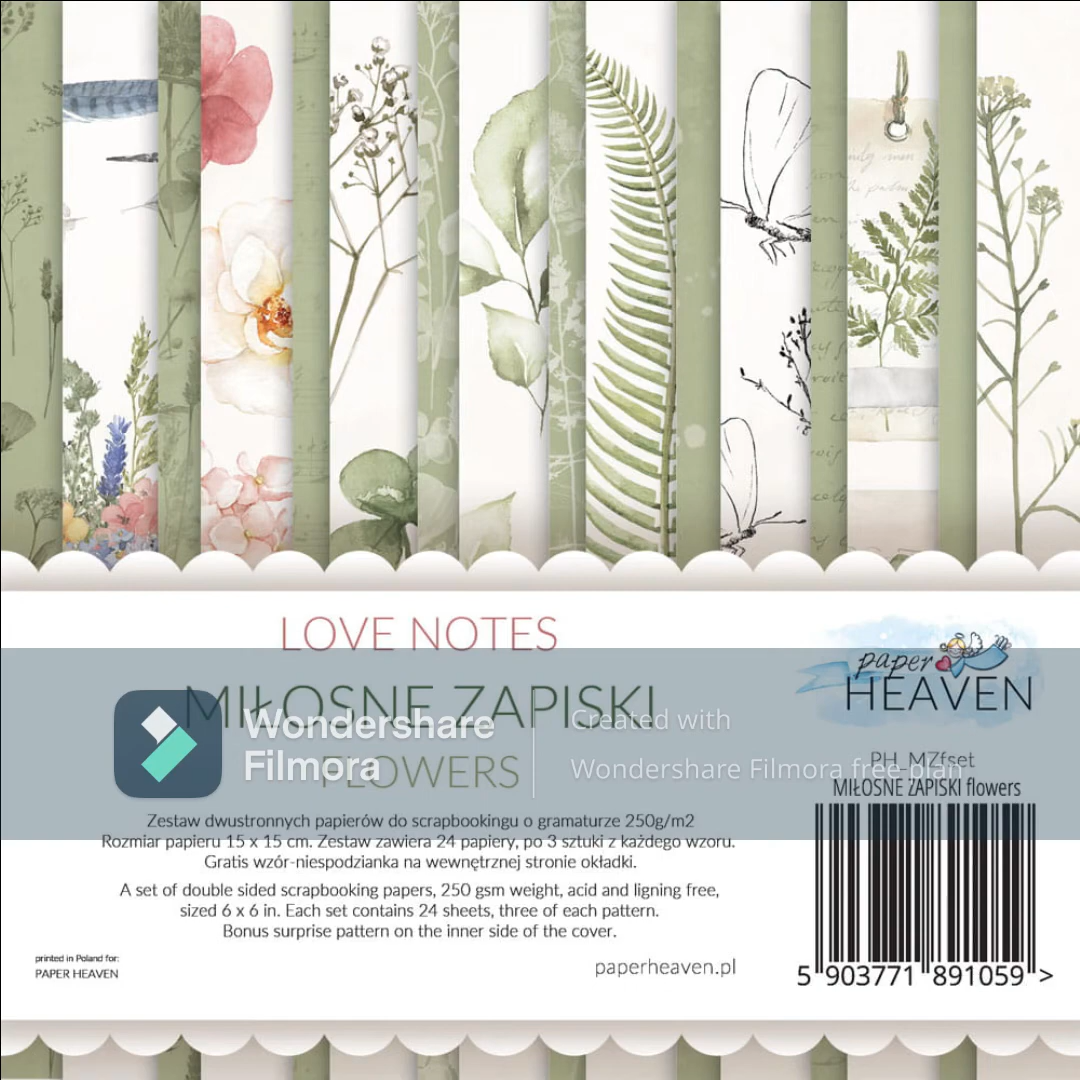 LOVE NOTES
MIŁOSNE ZAPISKI
FLOWERS
Wondershare
Filmora
Created with
Wondershare Filmora free-plan
paper
HEAVEN
PH_MZfset
MIŁOSNE ZAPISKI flowers
Zestaw dwustronnych papierów do scrapbookingu o gramaturze 250g/m2
Rozmiar papieru 15 x 15 cm. Zestaw zawiera 24 papiery, po 3 sztuki z każdego wzoru.
Gratis wzór-niespodzianka na wewnętrznej stronie okładki.
A set of double sided scrapbooking papers, 250 gsm weight, acid and ligning free,
sized 6 x 6 in. Each set contains 24 sheets, three of each pattern.
Bonus surprise pattern on the inner side of the cover.
printed in Poland for:
PAPER HEAVEN
paperheaven.pl
5 903771 891059 >